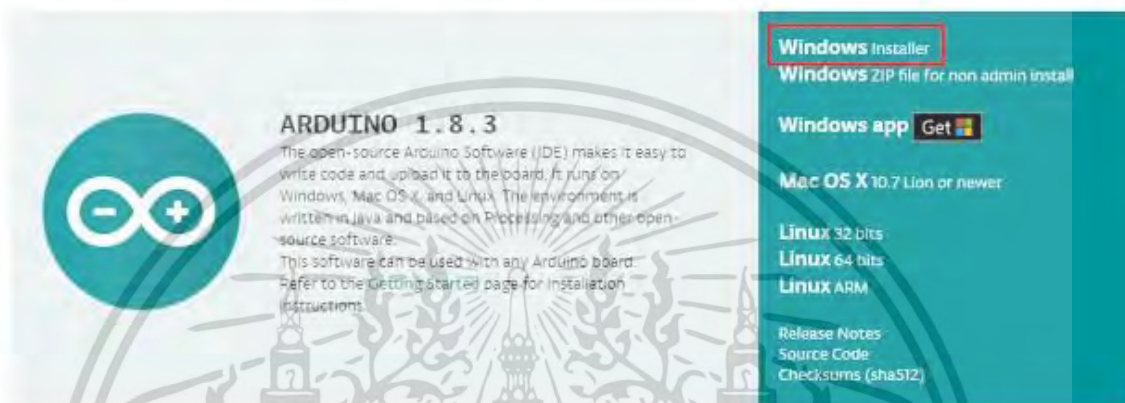 ARDUINO 1.8.3
The open-source Arduino Software (IDE) makes it easy to
write code and upload it to the board. It runs on
Windows, Mac OS X, and Linux. The environment is
written in Java and based on Processing and other open-
source software.
This software can be used with any Arduino board.
Refer to the Getting Started page for Installation
instructions.
Windows Installer
Windows ZIP file for non admin install
Windows app Get
Mac OS X 10.7 Lion or newer
Linux 32 bits
Linux 64 bits
Linux ARM
Release Notes
Source Code
Checksums (sha512)